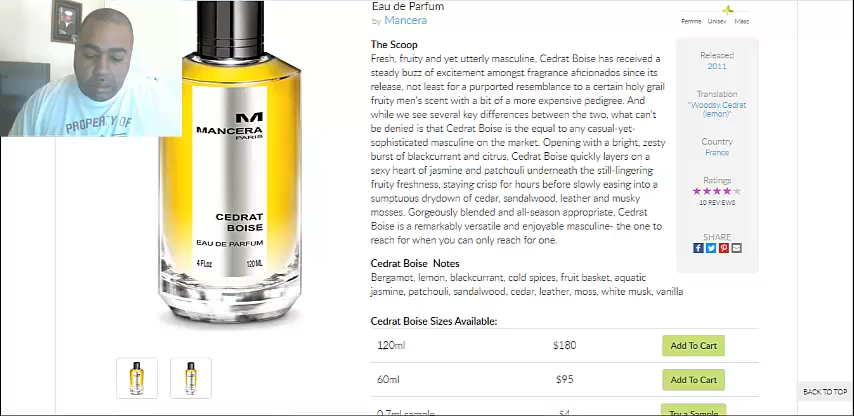 Eau de Parfum
by Mancera
Femme Unisex Masc
The Scoop
Fresh, fruity and yet utterly masculine, Cedrat Boise has received a
steady buzz of excitement amongst fragrance aficionados since its
release, not least for a purported resemblance to a certain holy grail
fruity men's scent with a bit of a more expensive pedigree. And
while we see several key differences between the two, what can't
be denied is that Cedrat Boise is the equal to any casual-yet-
sophisticated masculine on the market. Opening with a bright, zesty
burst of blackcurrant and citrus, Cedrat Boise quickly layers on a
sexy heart of jasmine and patchouli underneath the still-lingering
fruity freshness, staying crisp for hours before slowly easing into a
sumptuous drydown of cedar, sandalwood, leather and musky
mosses. Gorgeously blended and all-season appropriate, Cedrat
Boise is a remarkably versatile and enjoyable masculine- the one to
reach for when you can only reach for one.
Cedrat Boise Notes
Bergamot, lemon, blackcurrant, cold spices, fruit basket, aquatic
jasmine, patchouli, sandalwood, cedar, leather, moss, white musk, vanilla
Cedrat Boise Sizes Available:
120ml $180 Add To Cart
60ml $95 Add To Cart
0.7ml sample $4 Try a Sample
Released
2011
Translation
"Woodsy Cedrat
(lemon)"
Country
France
Ratings
10 REVIEWS
SHARE
BACK TO TOP
PROPERTY OF
M
MANCERA
PARIS
CEDRAT
BOISE
EAU DE PARFUM
4 FLoz 120 ML